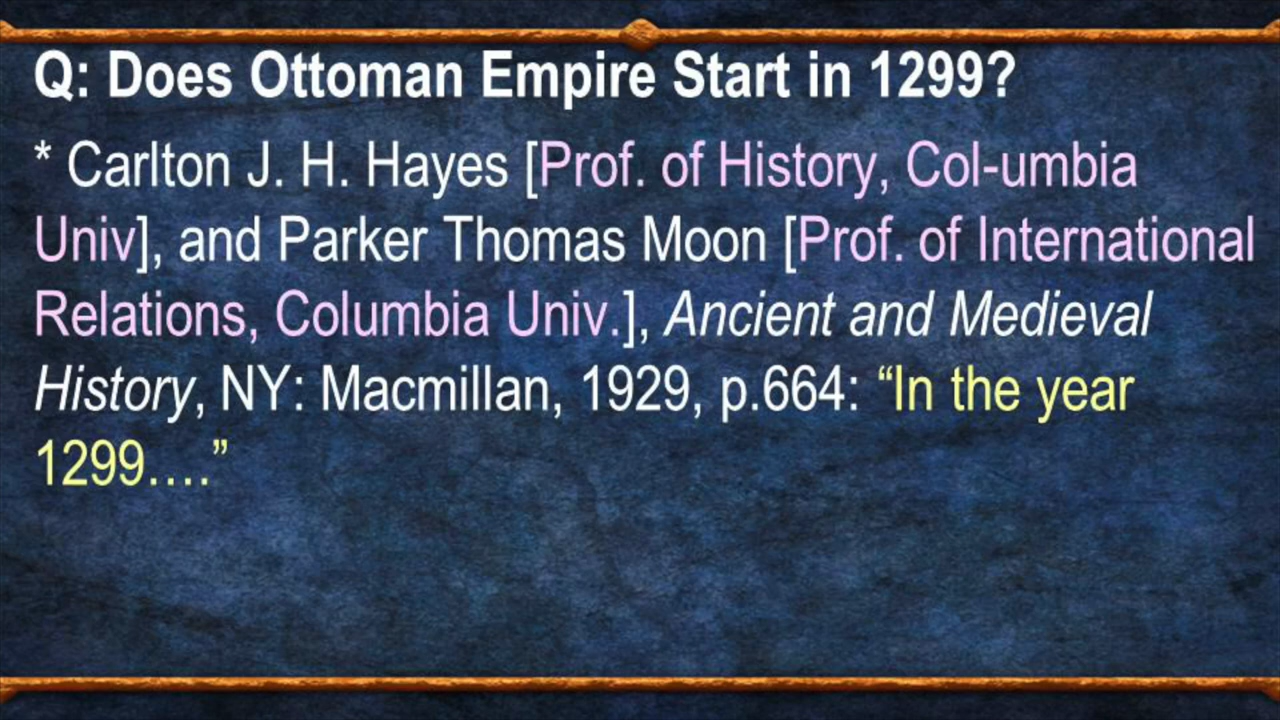 Q: Does Ottoman Empire Start in 1299?
* Carlton J. H. Hayes [Prof. of History, Col-umbia
Univ], and Parker Thomas Moon [Prof. of International
Relations, Columbia Univ.], Ancient and Medieval
History, NY: Macmillan, 1929, p.664: “In the year
1299….”